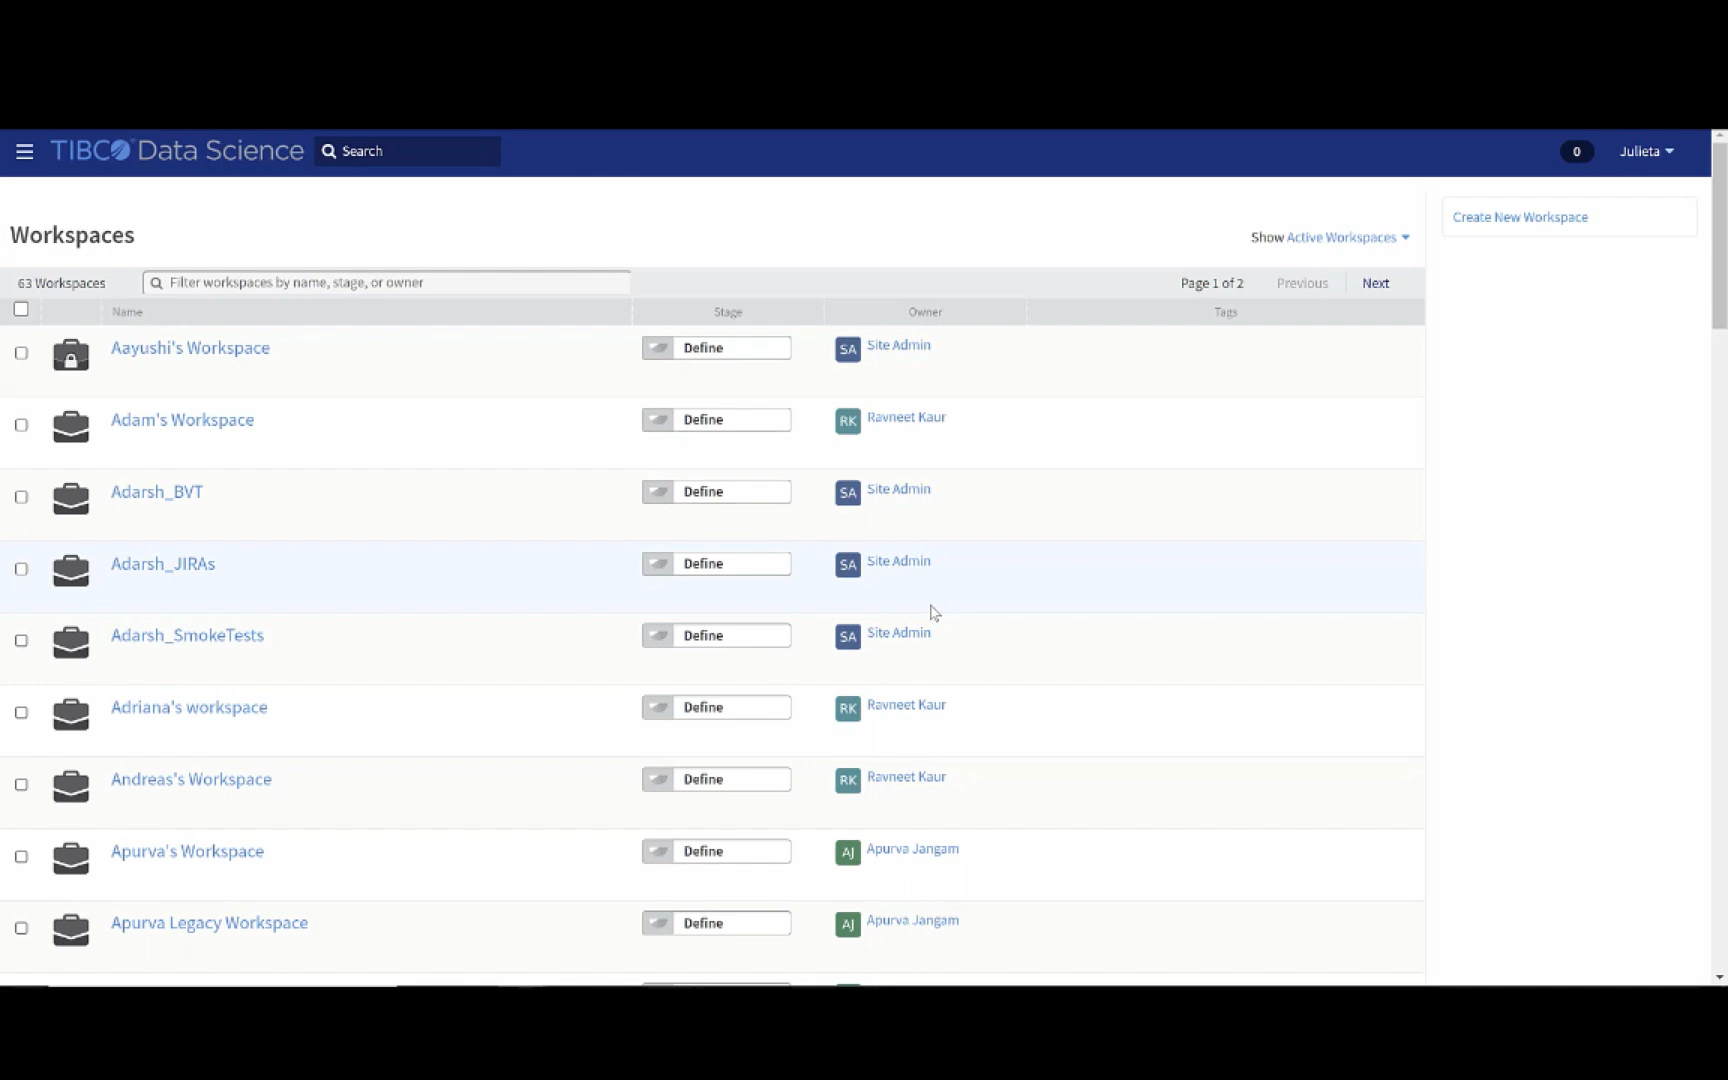 TIBCO Data Science Search 0 Julieta
Create New Workspace
Workspaces Show Active Workspaces
63 Workspaces Filter workspaces by name, stage, or owner Page 1 of 2 Previous Next
Name Stage Owner Tags
Aayushi's Workspace Define SA Site Admin
Adam's Workspace Define RK Ravneet Kaur
Adarsh_BVT Define SA Site Admin
Adarsh_JIRAs Define SA Site Admin
Adarsh_SmokeTests Define SA Site Admin
Adriana's workspace Define RK Ravneet Kaur
Andreas's Workspace Define RK Ravneet Kaur
Apurva's Workspace Define AJ Apurva Jangam
Apurva Legacy Workspace Define AJ Apurva Jangam